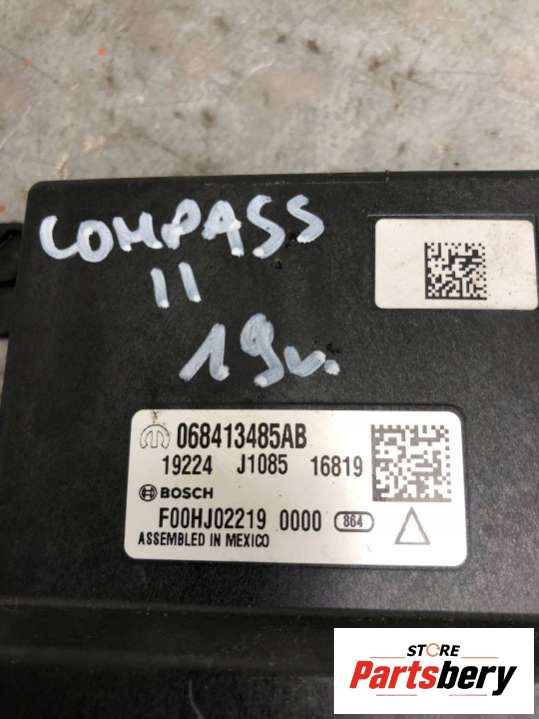 COMPASS
II
19r.
068413485AB
19224 J1085 16819
BOSCH
F00HJ02219 0000 864
ASSEMBLED IN MEXICO
STORE
Partsbery